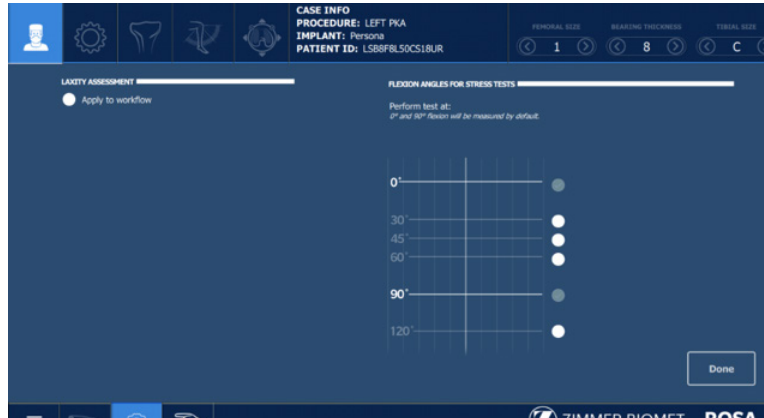 CASE INFO
PROCEDURE: LEFT PKA
IMPLANT: Persona
PATIENT ID: LSB8F8L50CS18UR
FEMORAL SIZE
1
BEARING THICKNESS
8
TIBIAL SIZE
C
LAXITY ASSESSMENT
Apply to workflow
FLEXION ANGLES FOR STRESS TESTS
Perform test at:
0° and 90° flexion will be measured by default.
0°
30°
45°
60°
90°
120°
Done
ZIMMER BIOMET
ROSA